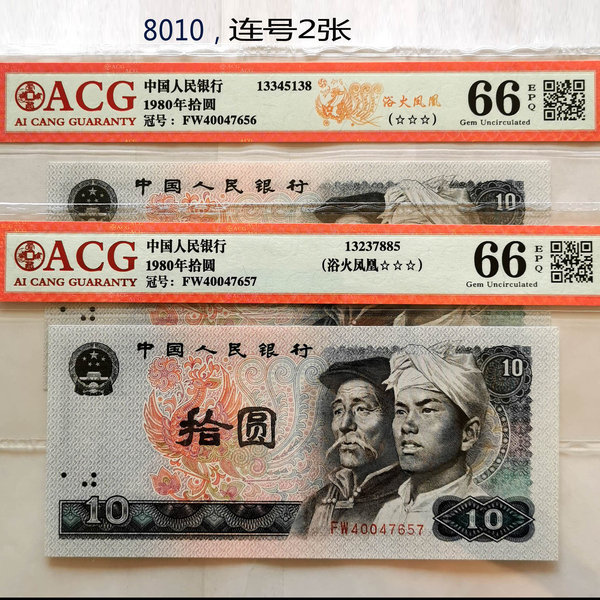 8010，连号2张
ACG
AI CANG GUARANTY
中国人民银行
1980年拾圆
冠号：FW40047656
13345138
浴火凤凰
(☆☆☆)
66 EPQ
Gem Uncirculated
中国人民银行
10
ACG
AI CANG GUARANTY
中国人民银行
1980年拾圆
冠号：FW40047657
13237885
(浴火凤凰☆☆☆)
66 EPQ
Gem Uncirculated
中国人民银行
10
拾圆
10
FW40047657
10